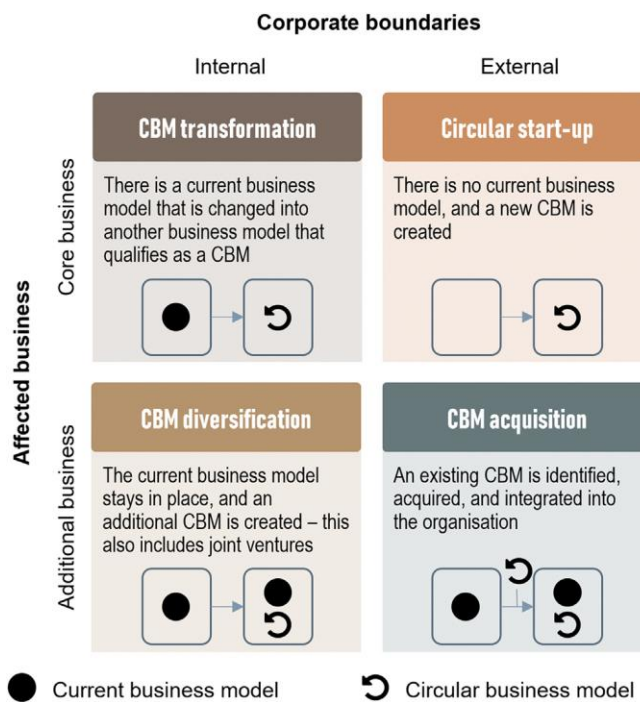 Corporate boundaries
Internal
External
Affected business
Core business
CBM transformation
There is a current business
model that is changed into
another business model that
qualifies as a CBM
Circular start-up
There is no current business
model, and a new CBM is
created
Additional business
CBM diversification
The current business model
stays in place, and an
additional CBM is created – this
also includes joint ventures
CBM acquisition
An existing CBM is identified,
acquired, and integrated into
the organisation
Current business model
Circular business model